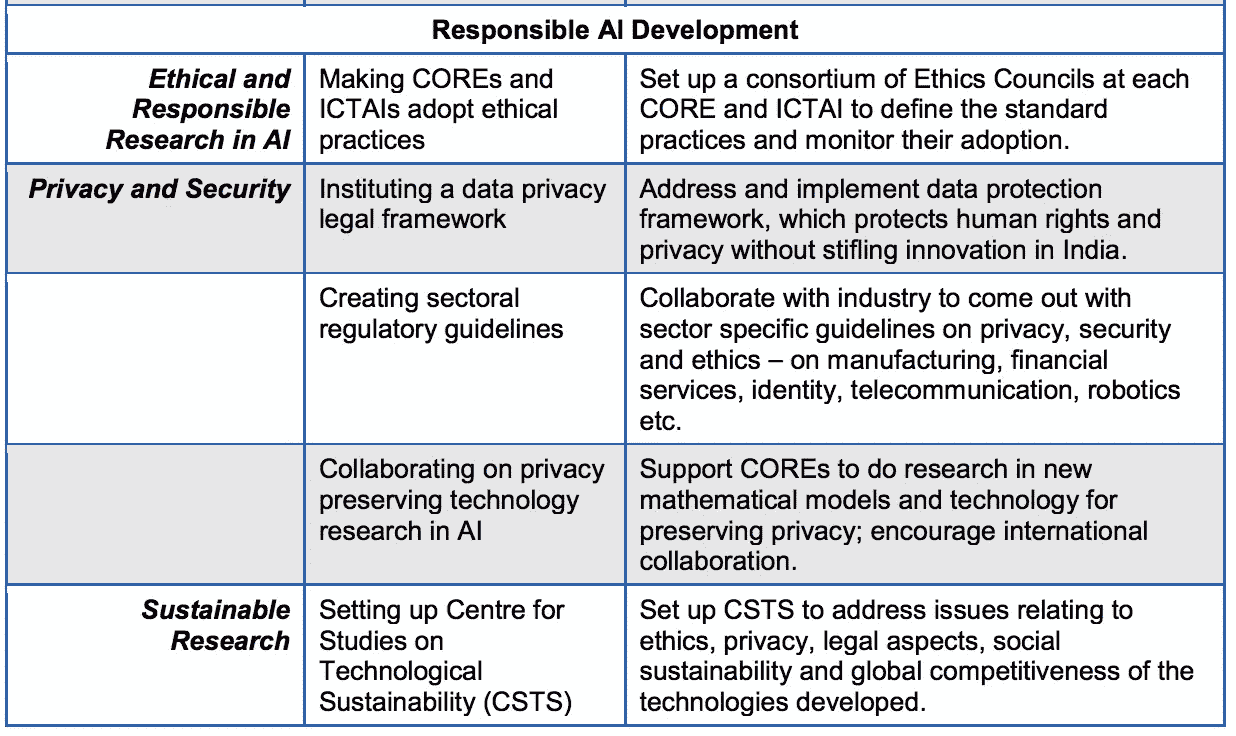 Responsible AI Development
Ethical and
Responsible
Research in AI
Making COREs and
ICTAIs adopt ethical
practices
Set up a consortium of Ethics Councils at each
CORE and ICTAI to define the standard
practices and monitor their adoption.
Privacy and Security
Instituting a data privacy
legal framework
Address and implement data protection
framework, which protects human rights and
privacy without stifling innovation in India.
Creating sectoral
regulatory guidelines
Collaborate with industry to come out with
sector specific guidelines on privacy, security
and ethics – on manufacturing, financial
services, identity, telecommunication, robotics
etc.
Collaborating on privacy
preserving technology
research in AI
Support COREs to do research in new
mathematical models and technology for
preserving privacy; encourage international
collaboration.
Sustainable
Research
Setting up Centre for
Studies on
Technological
Sustainability (CSTS)
Set up CSTS to address issues relating to
ethics, privacy, legal aspects, social
sustainability and global competitiveness of the
technologies developed.